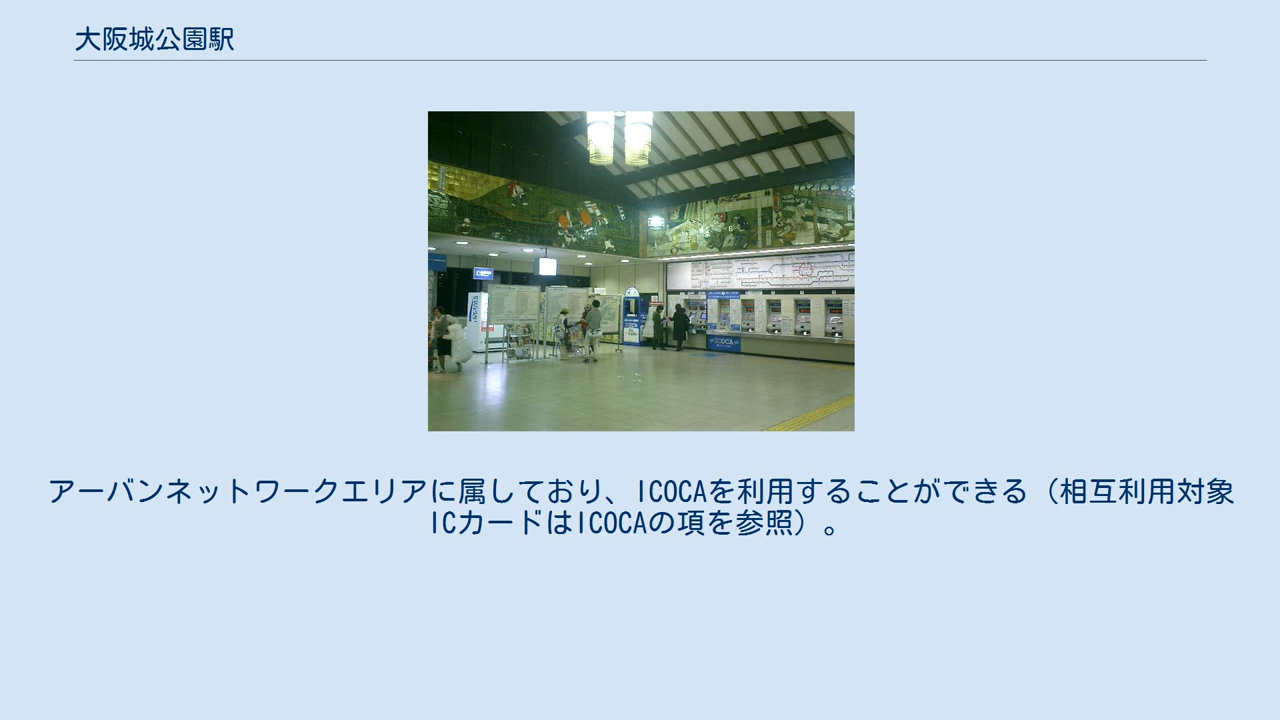 大阪城公園駅
ICOCA
アーバンネットワークエリアに属しており、ICOCAを利用することができる（相互利用対象
ICカードはICOCAの項を参照）。